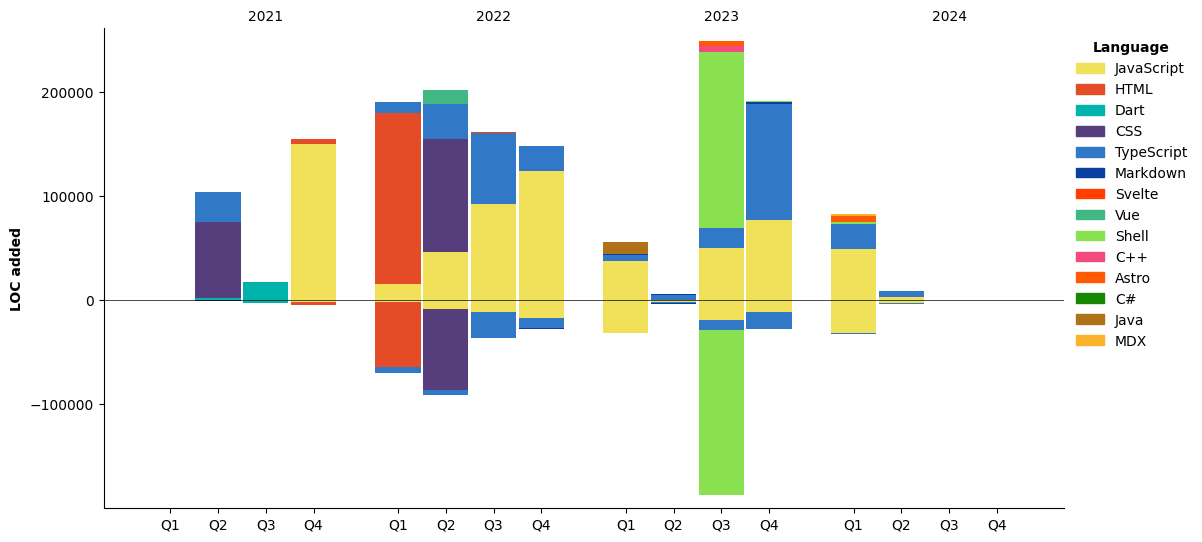 2021 2022 2023 2024
LOC added
200000
100000
0
−100000
Q1 Q2 Q3 Q4 Q1 Q2 Q3 Q4 Q1 Q2 Q3 Q4 Q1 Q2 Q3 Q4
Language
JavaScript
HTML
Dart
CSS
TypeScript
Markdown
Svelte
Vue
Shell
C++
Astro
C#
Java
MDX